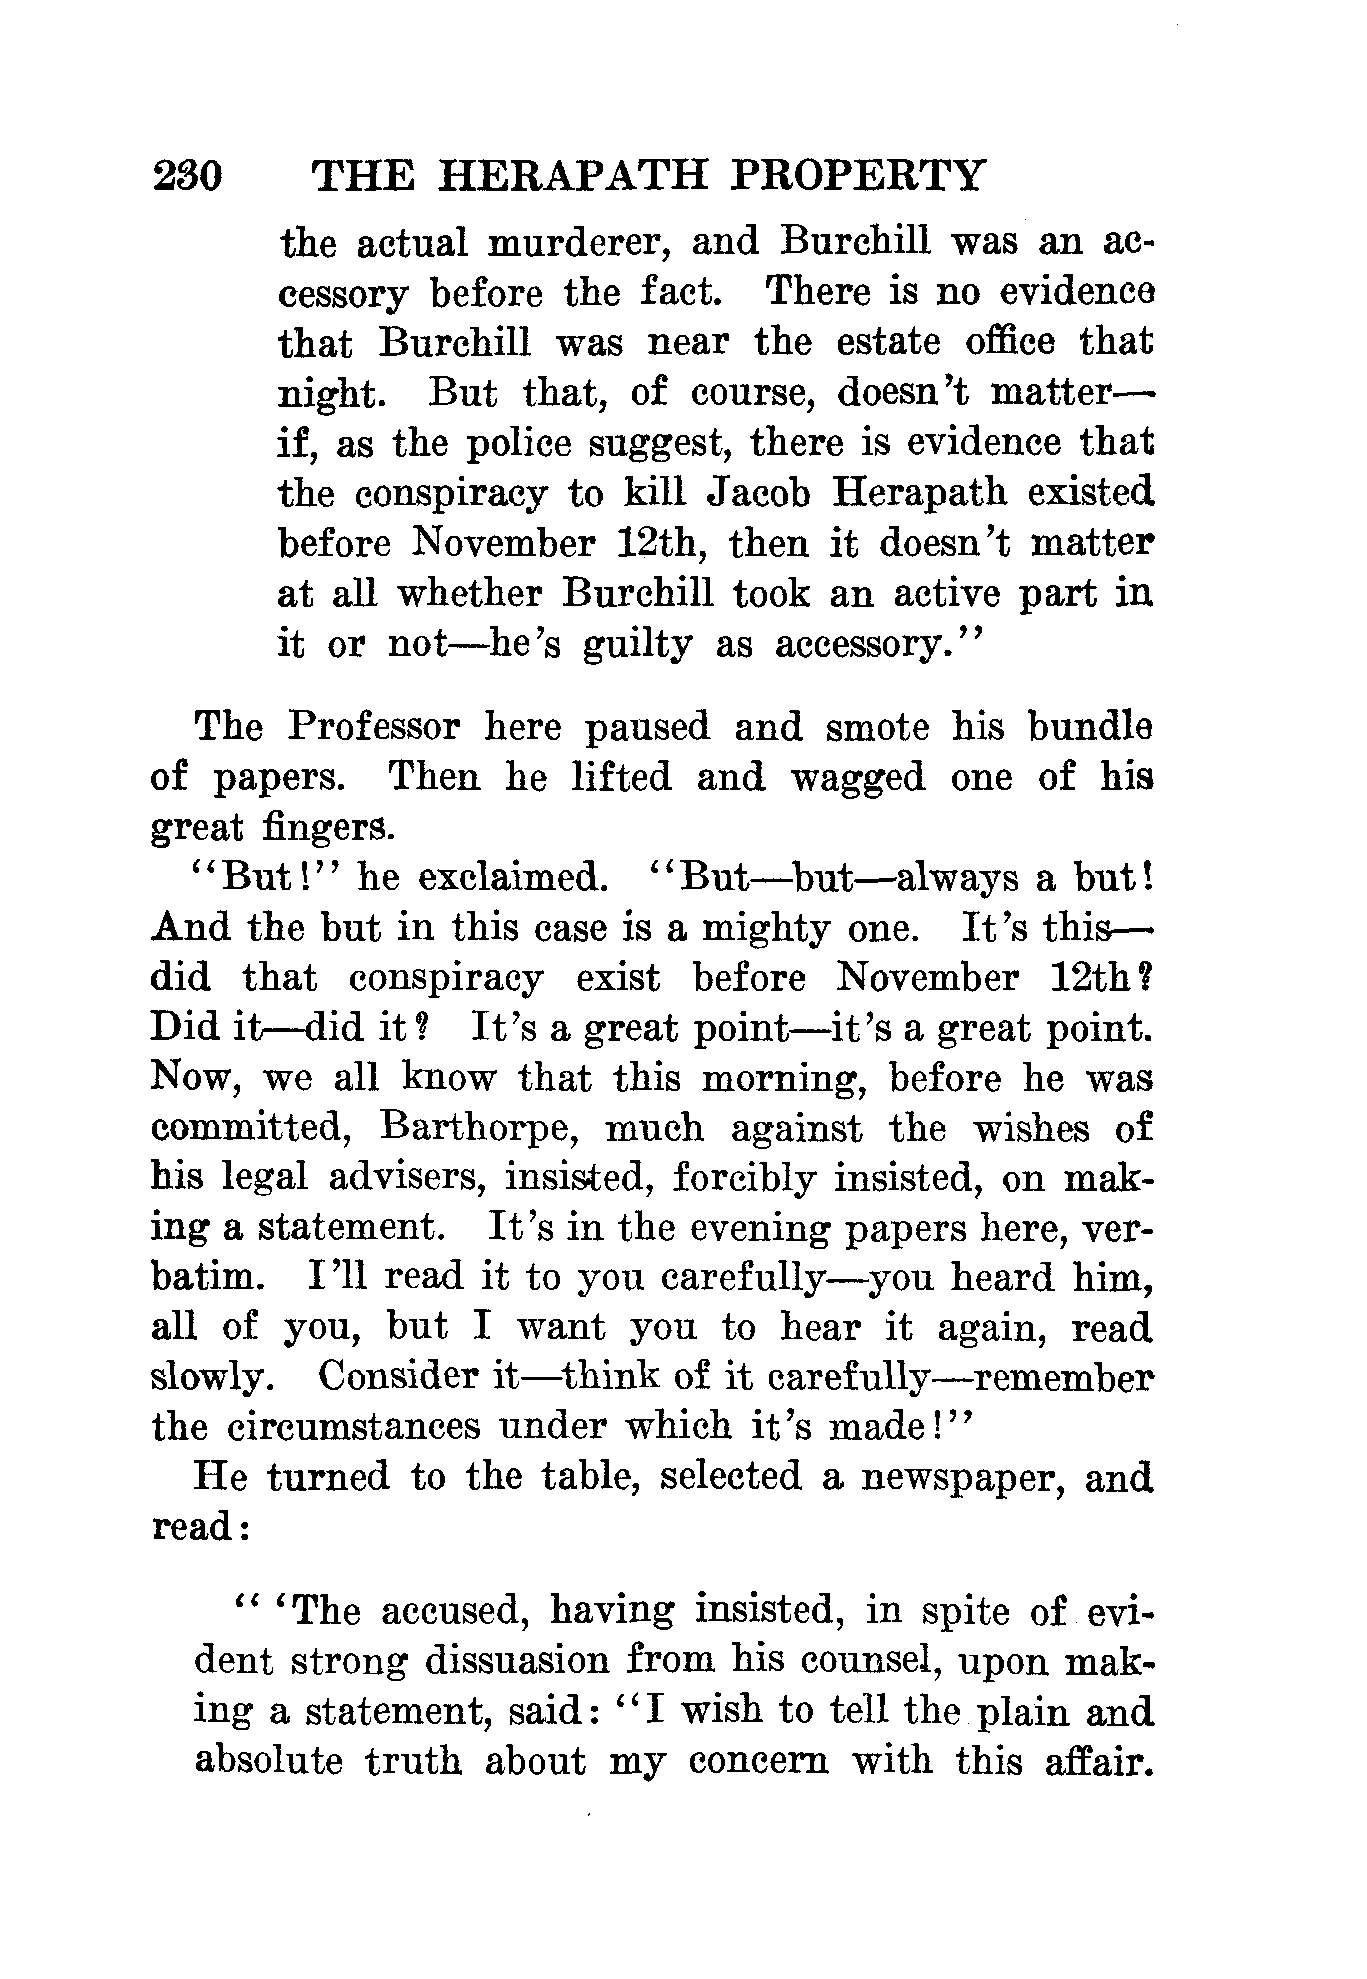 230 THE HERAPATH PROPERTY
the actual murderer, and Burchill was an ac-
cessory before the fact. There is no evidence
that Burchill was near the estate office that
night. But that, of course, doesn't matter—
if, as the police suggest, there is evidence that
the conspiracy to kill Jacob Herapath existed
before November 12th, then it doesn't matter
at all whether Burchill took an active part in
it or not—he's guilty as accessory."
The Professor here paused and smote his bundle
of papers. Then he lifted and wagged one of his
great fingers.
"But!" he exclaimed. "But—but—always a but!
And the but in this case is a mighty one. It's this—
did that conspiracy exist before November 12th?
Did it—did it? It's a great point—it's a great point.
Now, we all know that this morning, before he was
committed, Barthorpe, much against the wishes of
his legal advisers, insisted, forcibly insisted, on mak-
ing a statement. It's in the evening papers here, ver-
batim. I'll read it to you carefully—you heard him,
all of you, but I want you to hear it again, read
slowly. Consider it—think of it carefully—remember
the circumstances under which it's made!"
He turned to the table, selected a newspaper, and
read:
" 'The accused, having insisted, in spite of evi-
dent strong dissuasion from his counsel, upon mak-
ing a statement, said: "I wish to tell the plain and
absolute truth about my concern with this affair.